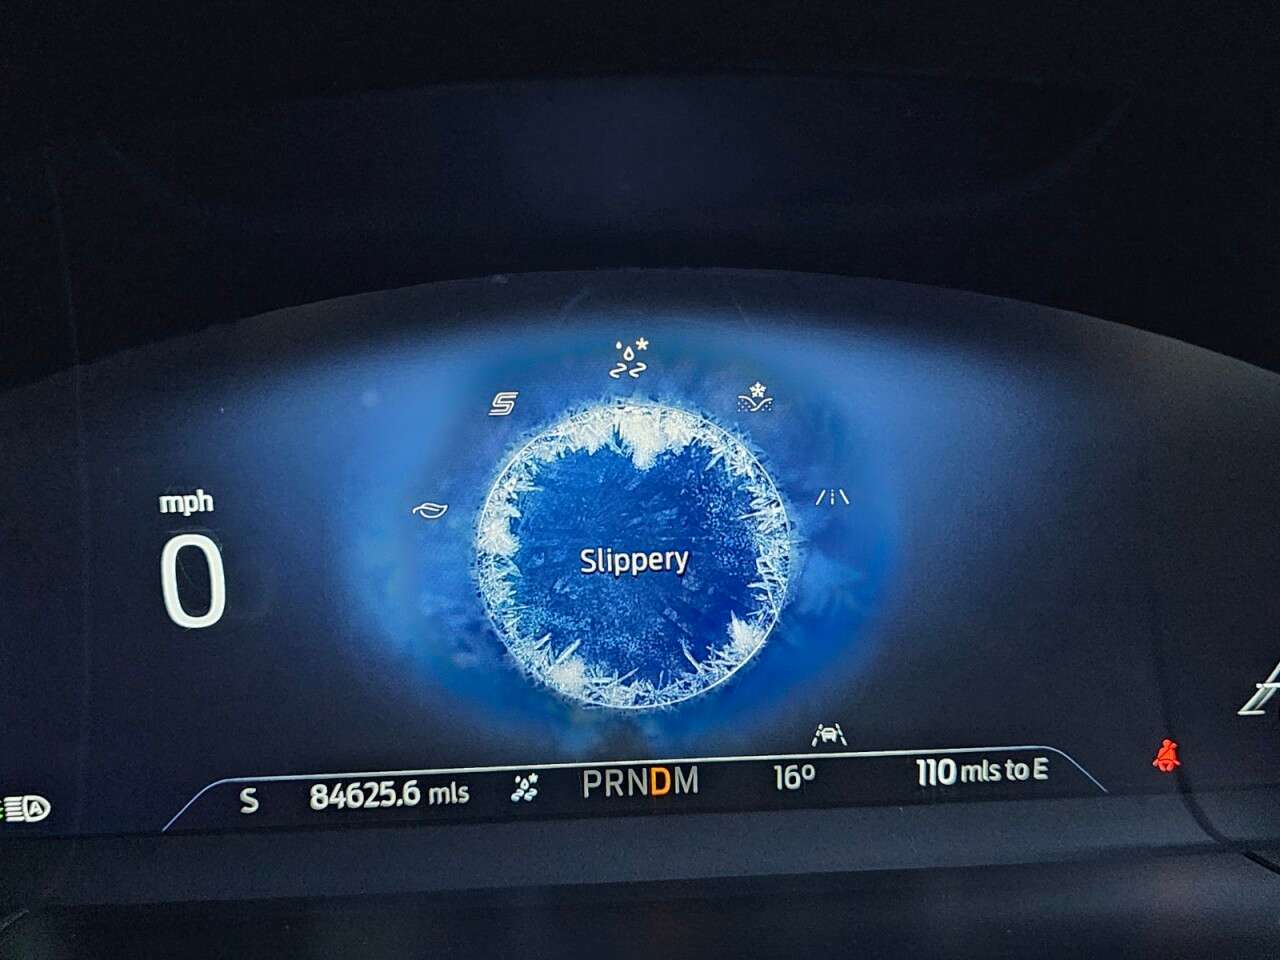 mph
0
Slippery
S 84625.6 mls PRNDM 16° 110 mls to E
A